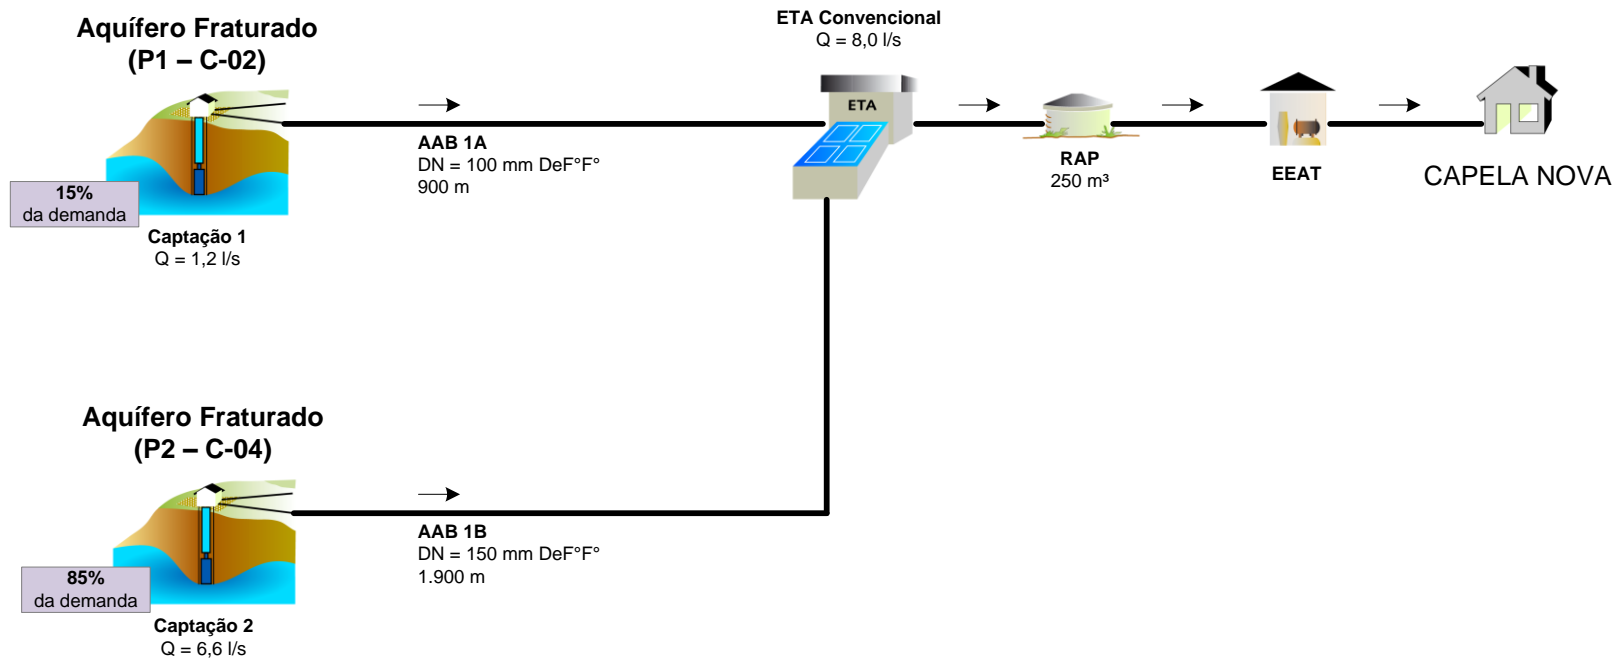 Aquífero Fraturado
(P1 – C-02)
15%
da demanda
Captação 1
Q = 1,2 l/s
AAB 1A
DN = 100 mm DeF°F°
900 m
ETA Convencional
Q = 8,0 l/s
ETA
RAP
250 m³
EEAT
CAPELA NOVA
Aquífero Fraturado
(P2 – C-04)
85%
da demanda
Captação 2
Q = 6,6 l/s
AAB 1B
DN = 150 mm DeF°F°
1.900 m